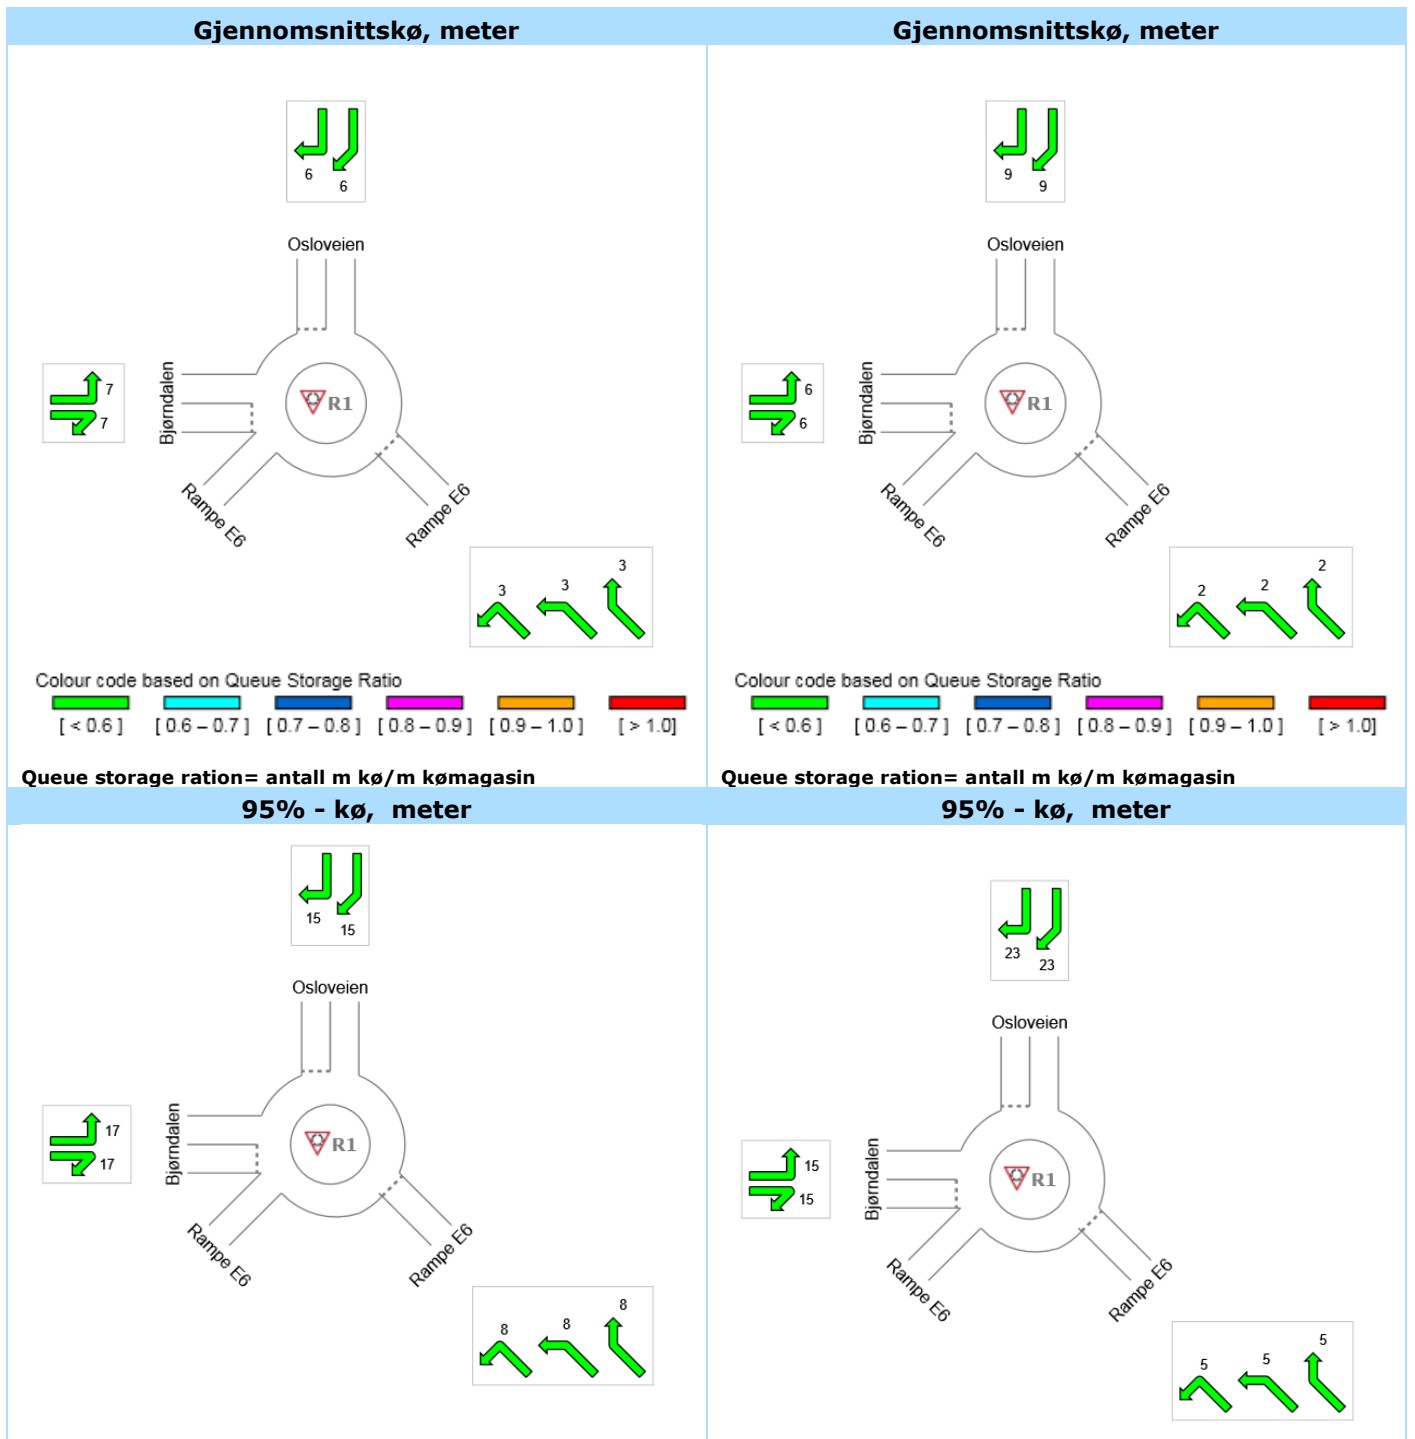 Gjennomsnittskø, meter
6
6
Osloveien
7
7
Bjørndalen
R1
Rampe E6
Rampe E6
3
3
3
Colour code based on Queue Storage Ratio
[ < 0.6 ] [ 0.6 – 0.7 ] [ 0.7 – 0.8 ] [ 0.8 – 0.9 ] [ 0.9 – 1.0 ] [ > 1.0]
Queue storage ration= antall m kø/m kømagasin
Gjennomsnittskø, meter
9
9
Osloveien
6
6
Bjørndalen
R1
Rampe E6
Rampe E6
2
2
2
Colour code based on Queue Storage Ratio
[ < 0.6 ] [ 0.6 – 0.7 ] [ 0.7 – 0.8 ] [ 0.8 – 0.9 ] [ 0.9 – 1.0 ] [ > 1.0]
Queue storage ration= antall m kø/m kømagasin
95% - kø, meter
15
15
Osloveien
17
17
Bjørndalen
R1
Rampe E6
Rampe E6
8
8
8
95% - kø, meter
23
23
Osloveien
15
15
Bjørndalen
R1
Rampe E6
Rampe E6
5
5
5